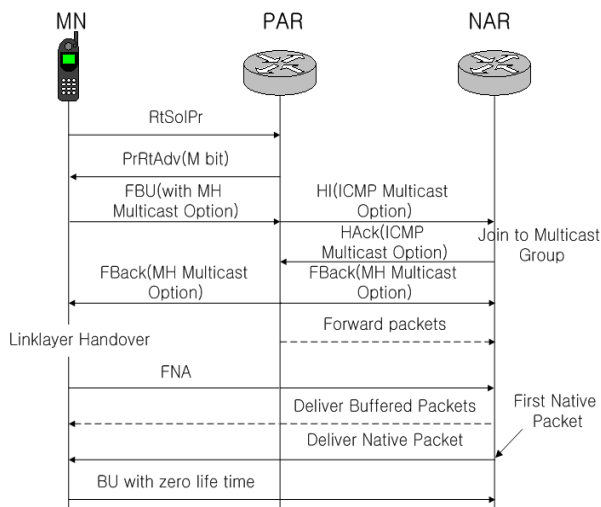 MN
PAR
NAR
RtSolPr
PrRtAdv(M bit)
FBU(with MH
Multicast Option)
HI(ICMP Multicast
Option)
HAck(ICMP
Multicast Option)
Join to Multicast
Group
FBack(MH Multicast
Option)
FBack(MH Multicast
Option)
Forward packets
Linklayer Handover
FNA
Deliver Buffered Packets
First Native
Packet
Deliver Native Packet
BU with zero life time